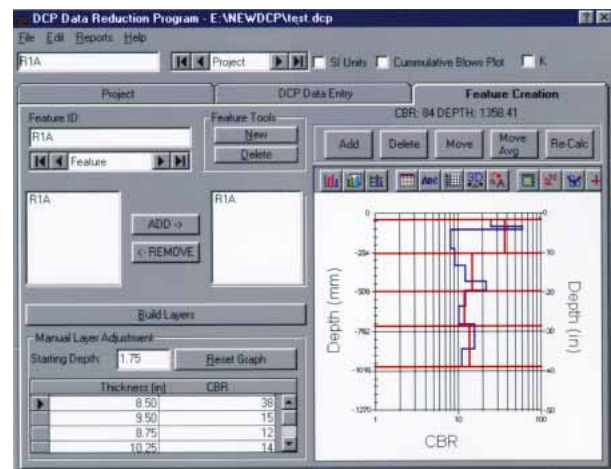 DCP Data Reduction Program - E:\NEWDCP\test.dcp
File Edit Reports Help
R1A Project SI Units Cummulative Blows Plot K
Project DCP Data Entry Feature Creation
Feature ID: Feature Tools CBR: 84 DEPTH: 1358.41
R1A New
Feature Delete
Add Delete Move Move Avg Re-Calc
R1A R1A
ADD ->
<- REMOVE
Build Layers
Manual Layer Adjustment
Starting Depth: 1.75 Reset Graph
Thickness (in) CBR
8.50 38
9.50 15
8.75 12
10.25 14
Depth (mm)
0
-254
-508
-762
-1016
-1270
1 10 100
CBR
0
10
20
30
40
50
Depth (in)